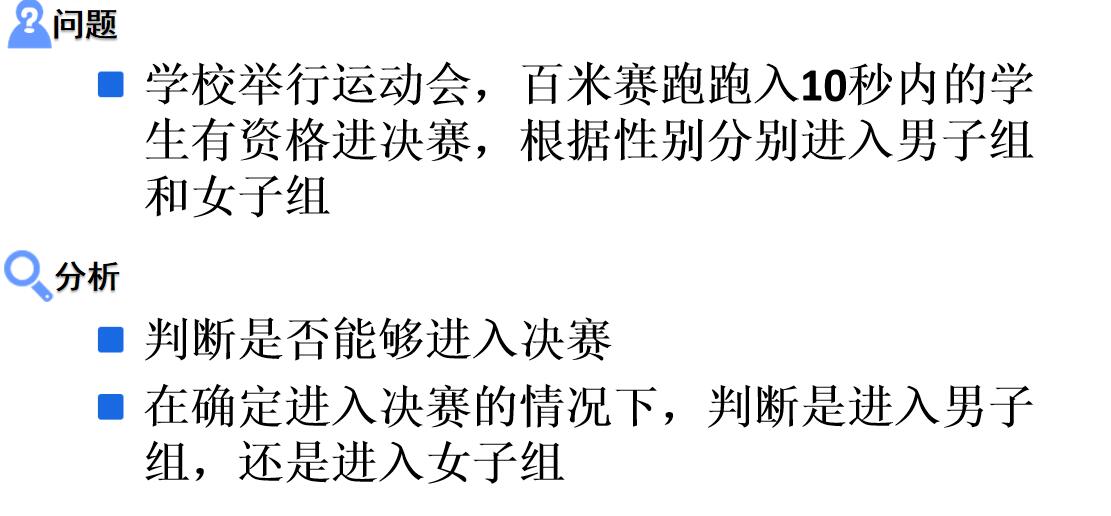 问题
学校举行运动会，百米赛跑跑入10秒内的学
生有资格进决赛，根据性别分别进入男子组
和女子组
分析
判断是否能够进入决赛
在确定进入决赛的情况下，判断是进入男子
组，还是进入女子组